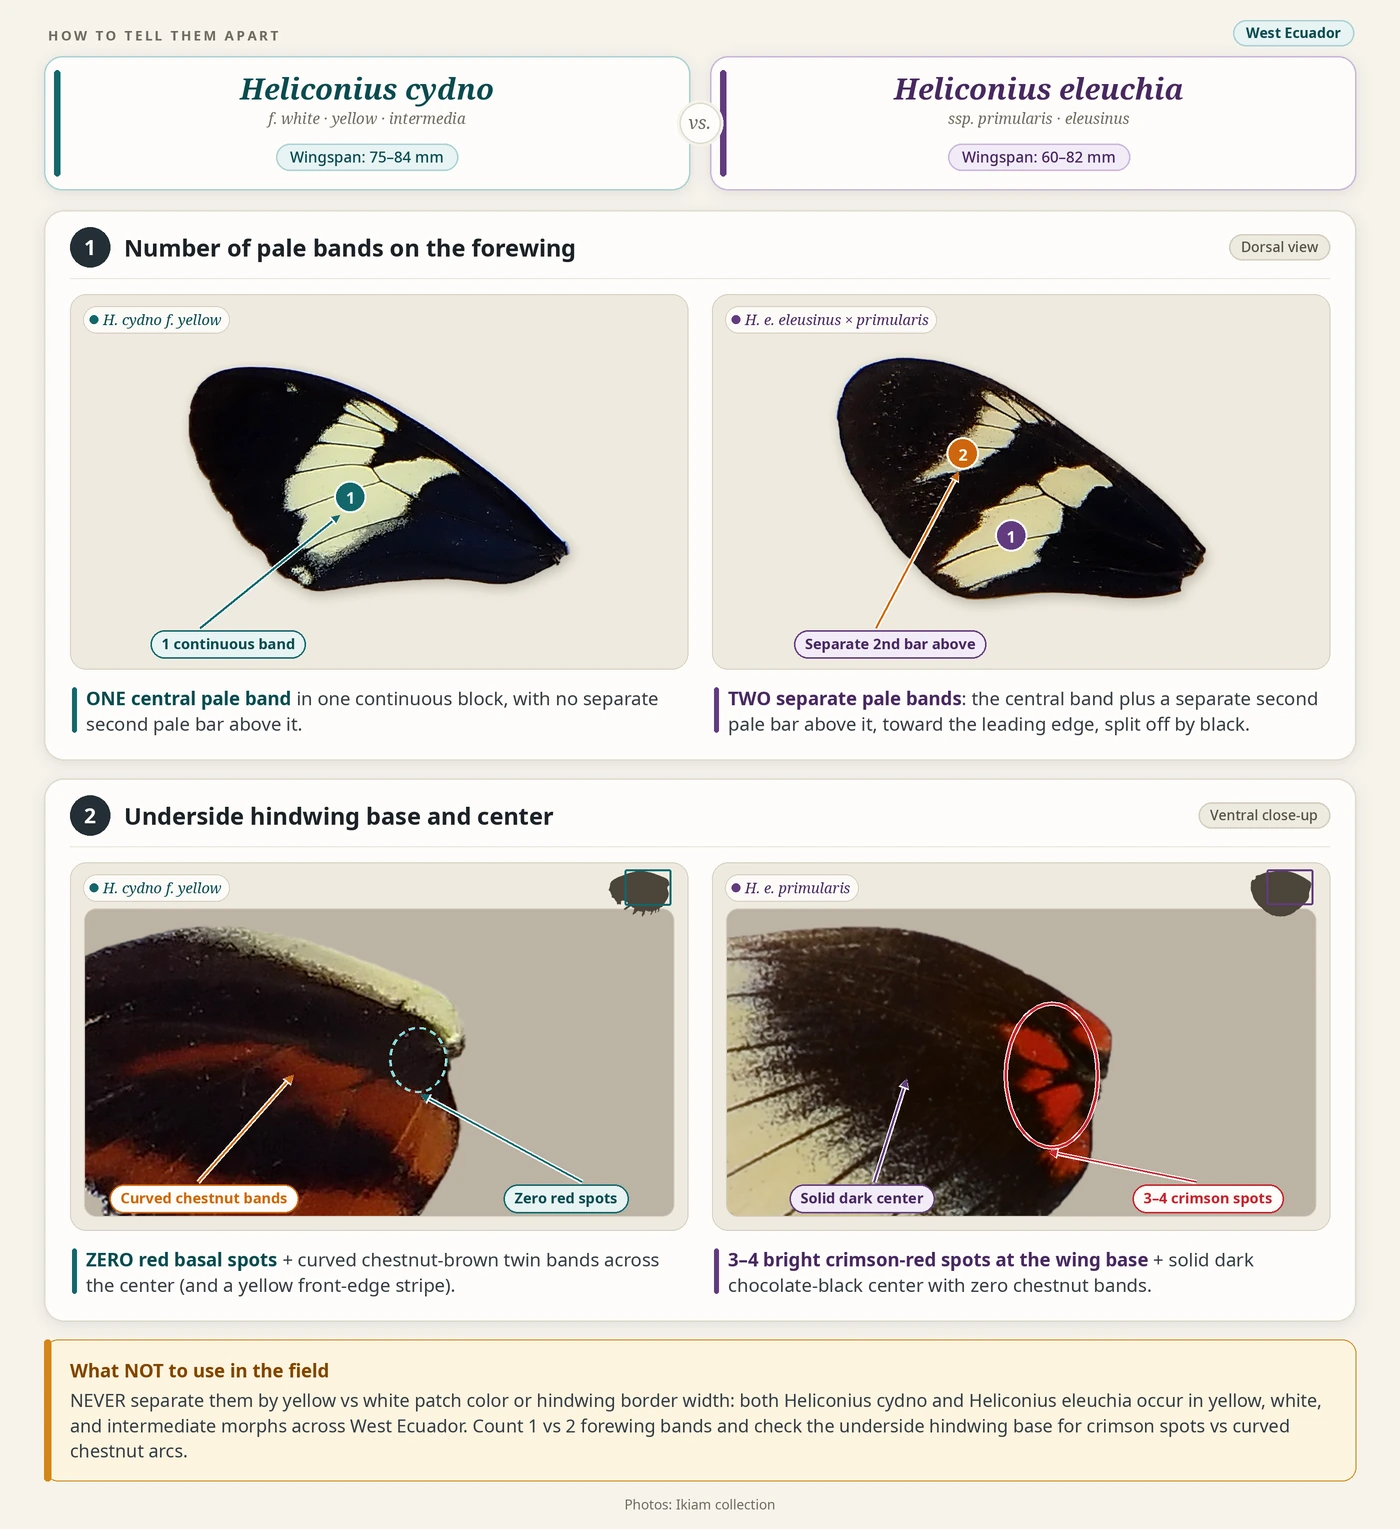 HOW TO TELL THEM APART
West Ecuador
Heliconius cydno
f. white · yellow · intermedia
Wingspan: 75–84 mm
vs.
Heliconius eleuchia
ssp. primularis · eleusinus
Wingspan: 60–82 mm
1 Number of pale bands on the forewing
Dorsal view
H. cydno f. yellow
1
1 continuous band
H. e. eleusinus × primularis
2
1
Separate 2nd bar above
ONE central pale band in one continuous block, with no separate
second pale bar above it.
TWO separate pale bands: the central band plus a separate second
pale bar above it, toward the leading edge, split off by black.
2 Underside hindwing base and center
Ventral close-up
H. cydno f. yellow
Curved chestnut bands
Zero red spots
H. e. primularis
Solid dark center
3–4 crimson spots
ZERO red basal spots + curved chestnut-brown twin bands across
the center (and a yellow front-edge stripe).
3–4 bright crimson-red spots at the wing base + solid dark
chocolate-black center with zero chestnut bands.
What NOT to use in the field
NEVER separate them by yellow vs white patch color or hindwing border width: both Heliconius cydno and Heliconius eleuchia occur in yellow, white,
and intermediate morphs across West Ecuador. Count 1 vs 2 forewing bands and check the underside hindwing base for crimson spots vs curved
chestnut arcs.
Photos: Ikiam collection